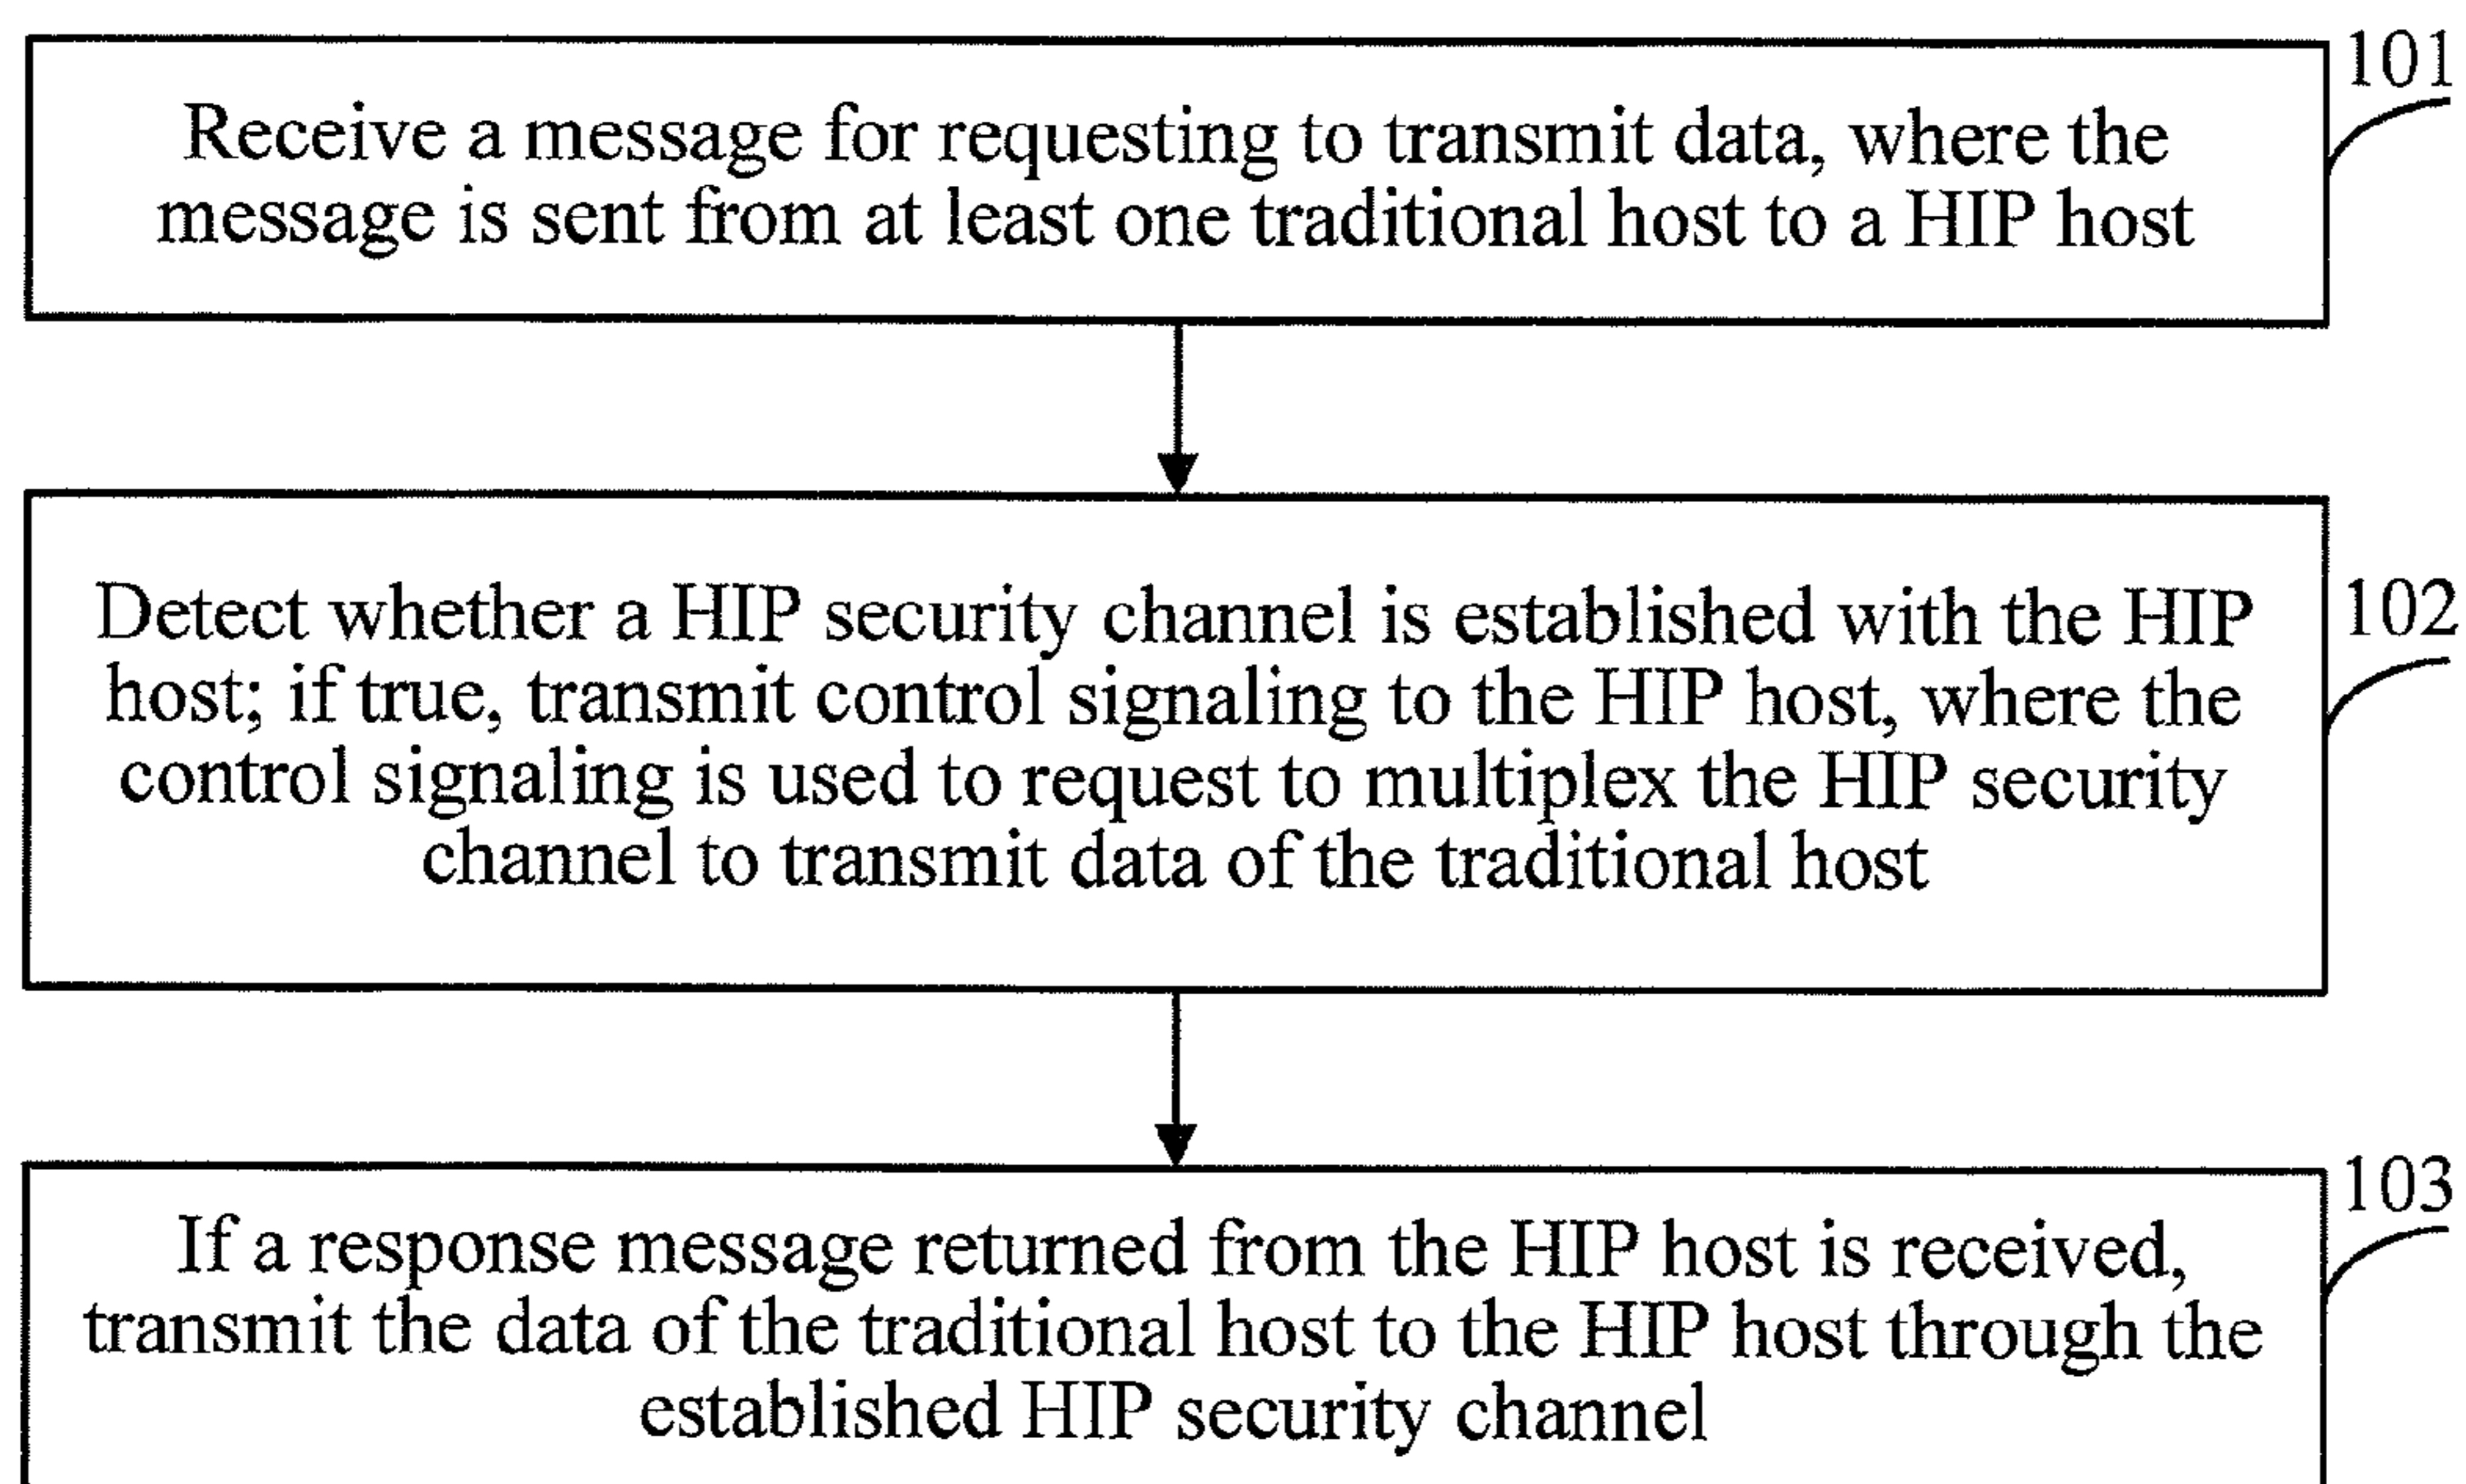 101
Receive a message for requesting to transmit data, where the
message is sent from at least one traditional host to a HIP host
102
Detect whether a HIP security channel is established with the HIP
host; if true, transmit control signaling to the HIP host, where the
control signaling is used to request to multiplex the HIP security
channel to transmit data of the traditional host
103
If a response message returned from the HIP host is received,
transmit the data of the traditional host to the HIP host through the
established HIP security channel